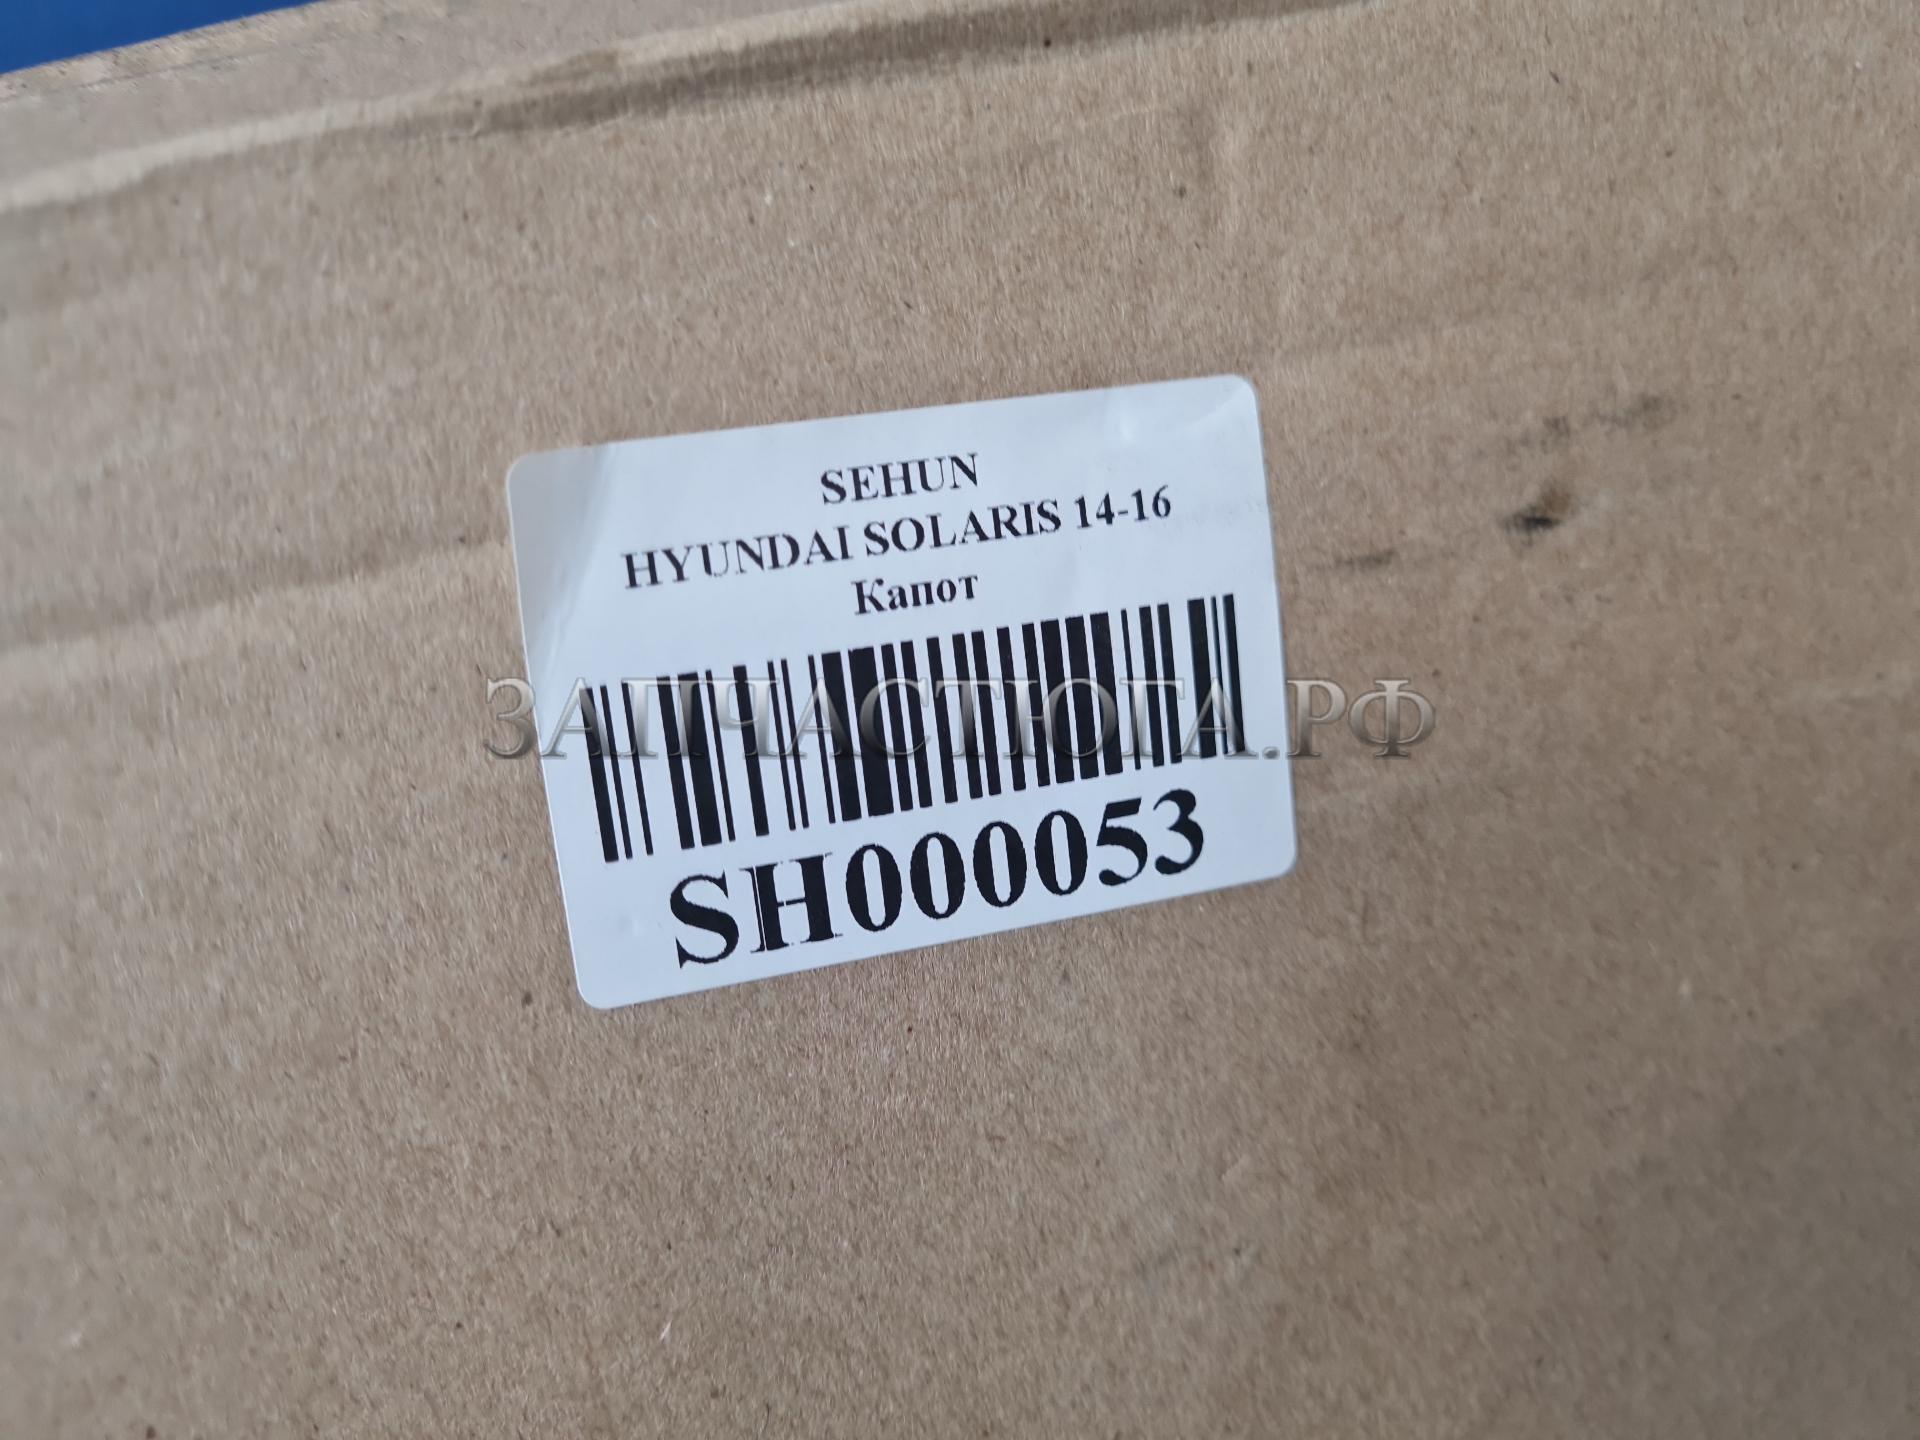 SEHUN
HYUNDAI SOLARIS 14-16
Капот
ЗАПЧАСТЮГА.РФ
SH000053